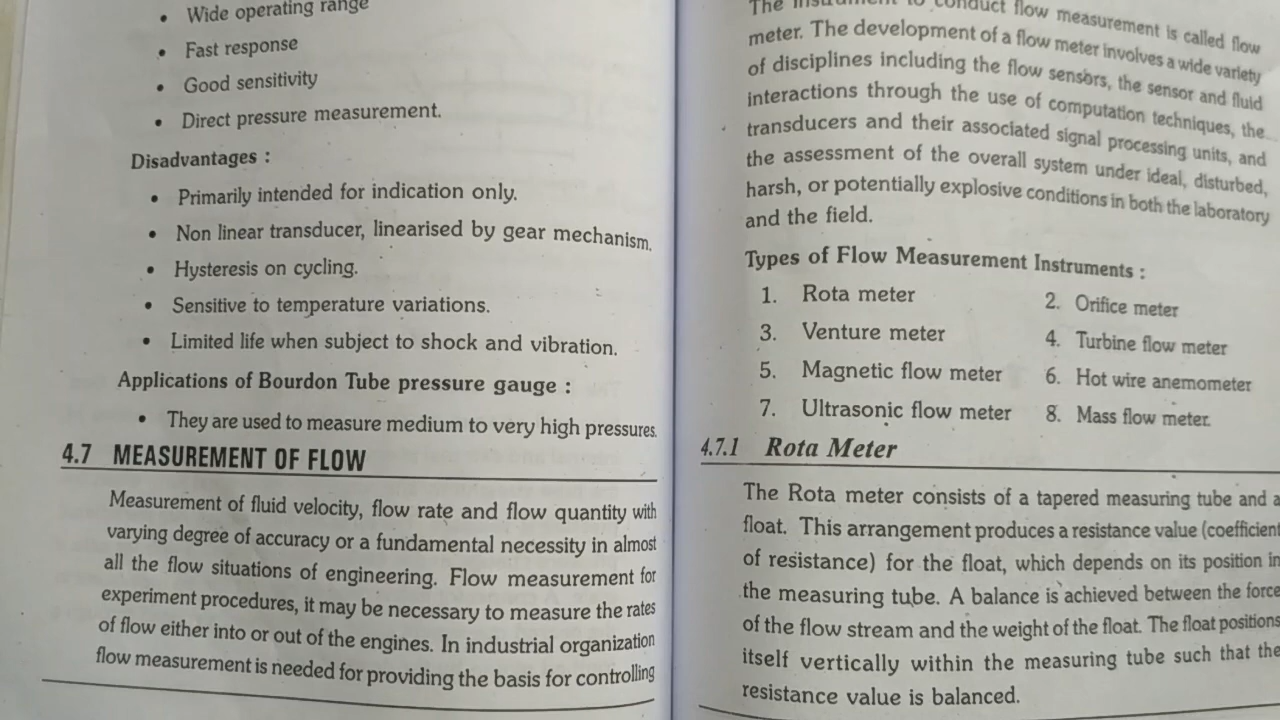 • Wide operating range
• Fast response
• Good sensitivity
• Direct pressure measurement.
Disadvantages :
• Primarily intended for indication only.
• Non linear transducer, linearised by gear mechanism.
• Hysteresis on cycling.
• Sensitive to temperature variations.
• Limited life when subject to shock and vibration.
Applications of Bourdon Tube pressure gauge :
• They are used to measure medium to very high pressures.
4.7 MEASUREMENT OF FLOW
Measurement of fluid velocity, flow rate and flow quantity with
varying degree of accuracy or a fundamental necessity in almost
all the flow situations of engineering. Flow measurement for
experiment procedures, it may be necessary to measure the rates
of flow either into or out of the engines. In industrial organization
flow measurement is needed for providing the basis for controlling
The instrument to conduct flow measurement is called flow
meter. The development of a flow meter involves a wide variety
of disciplines including the flow sensors, the sensor and fluid
interactions through the use of computation techniques, the
transducers and their associated signal processing units, and
the assessment of the overall system under ideal, disturbed,
harsh, or potentially explosive conditions in both the laboratory
and the field.
Types of Flow Measurement Instruments :
1. Rota meter 2. Orifice meter
3. Venture meter 4. Turbine flow meter
5. Magnetic flow meter 6. Hot wire anemometer
7. Ultrasonic flow meter 8. Mass flow meter.
4.7.1 Rota Meter
The Rota meter consists of a tapered measuring tube and a
float. This arrangement produces a resistance value (coefficient
of resistance) for the float, which depends on its position in
the measuring tube. A balance is achieved between the force
of the flow stream and the weight of the float. The float positions
itself vertically within the measuring tube such that the
resistance value is balanced.